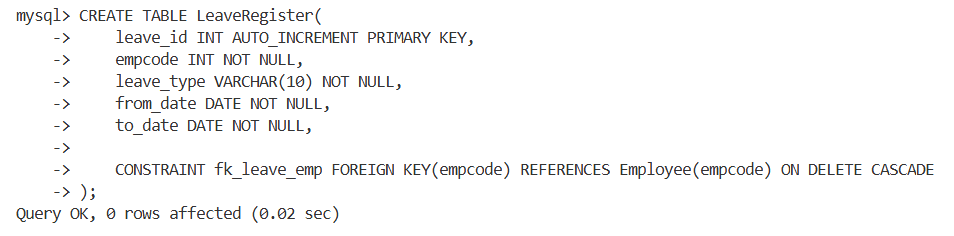 mysql> CREATE TABLE LeaveRegister(
    ->     leave_id INT AUTO_INCREMENT PRIMARY KEY,
    ->     empcode INT NOT NULL,
    ->     leave_type VARCHAR(10) NOT NULL,
    ->     from_date DATE NOT NULL,
    ->     to_date DATE NOT NULL,
    ->
    ->     CONSTRAINT fk_leave_emp FOREIGN KEY(empcode) REFERENCES Employee(empcode) ON DELETE CASCADE
    -> );
Query OK, 0 rows affected (0.02 sec)